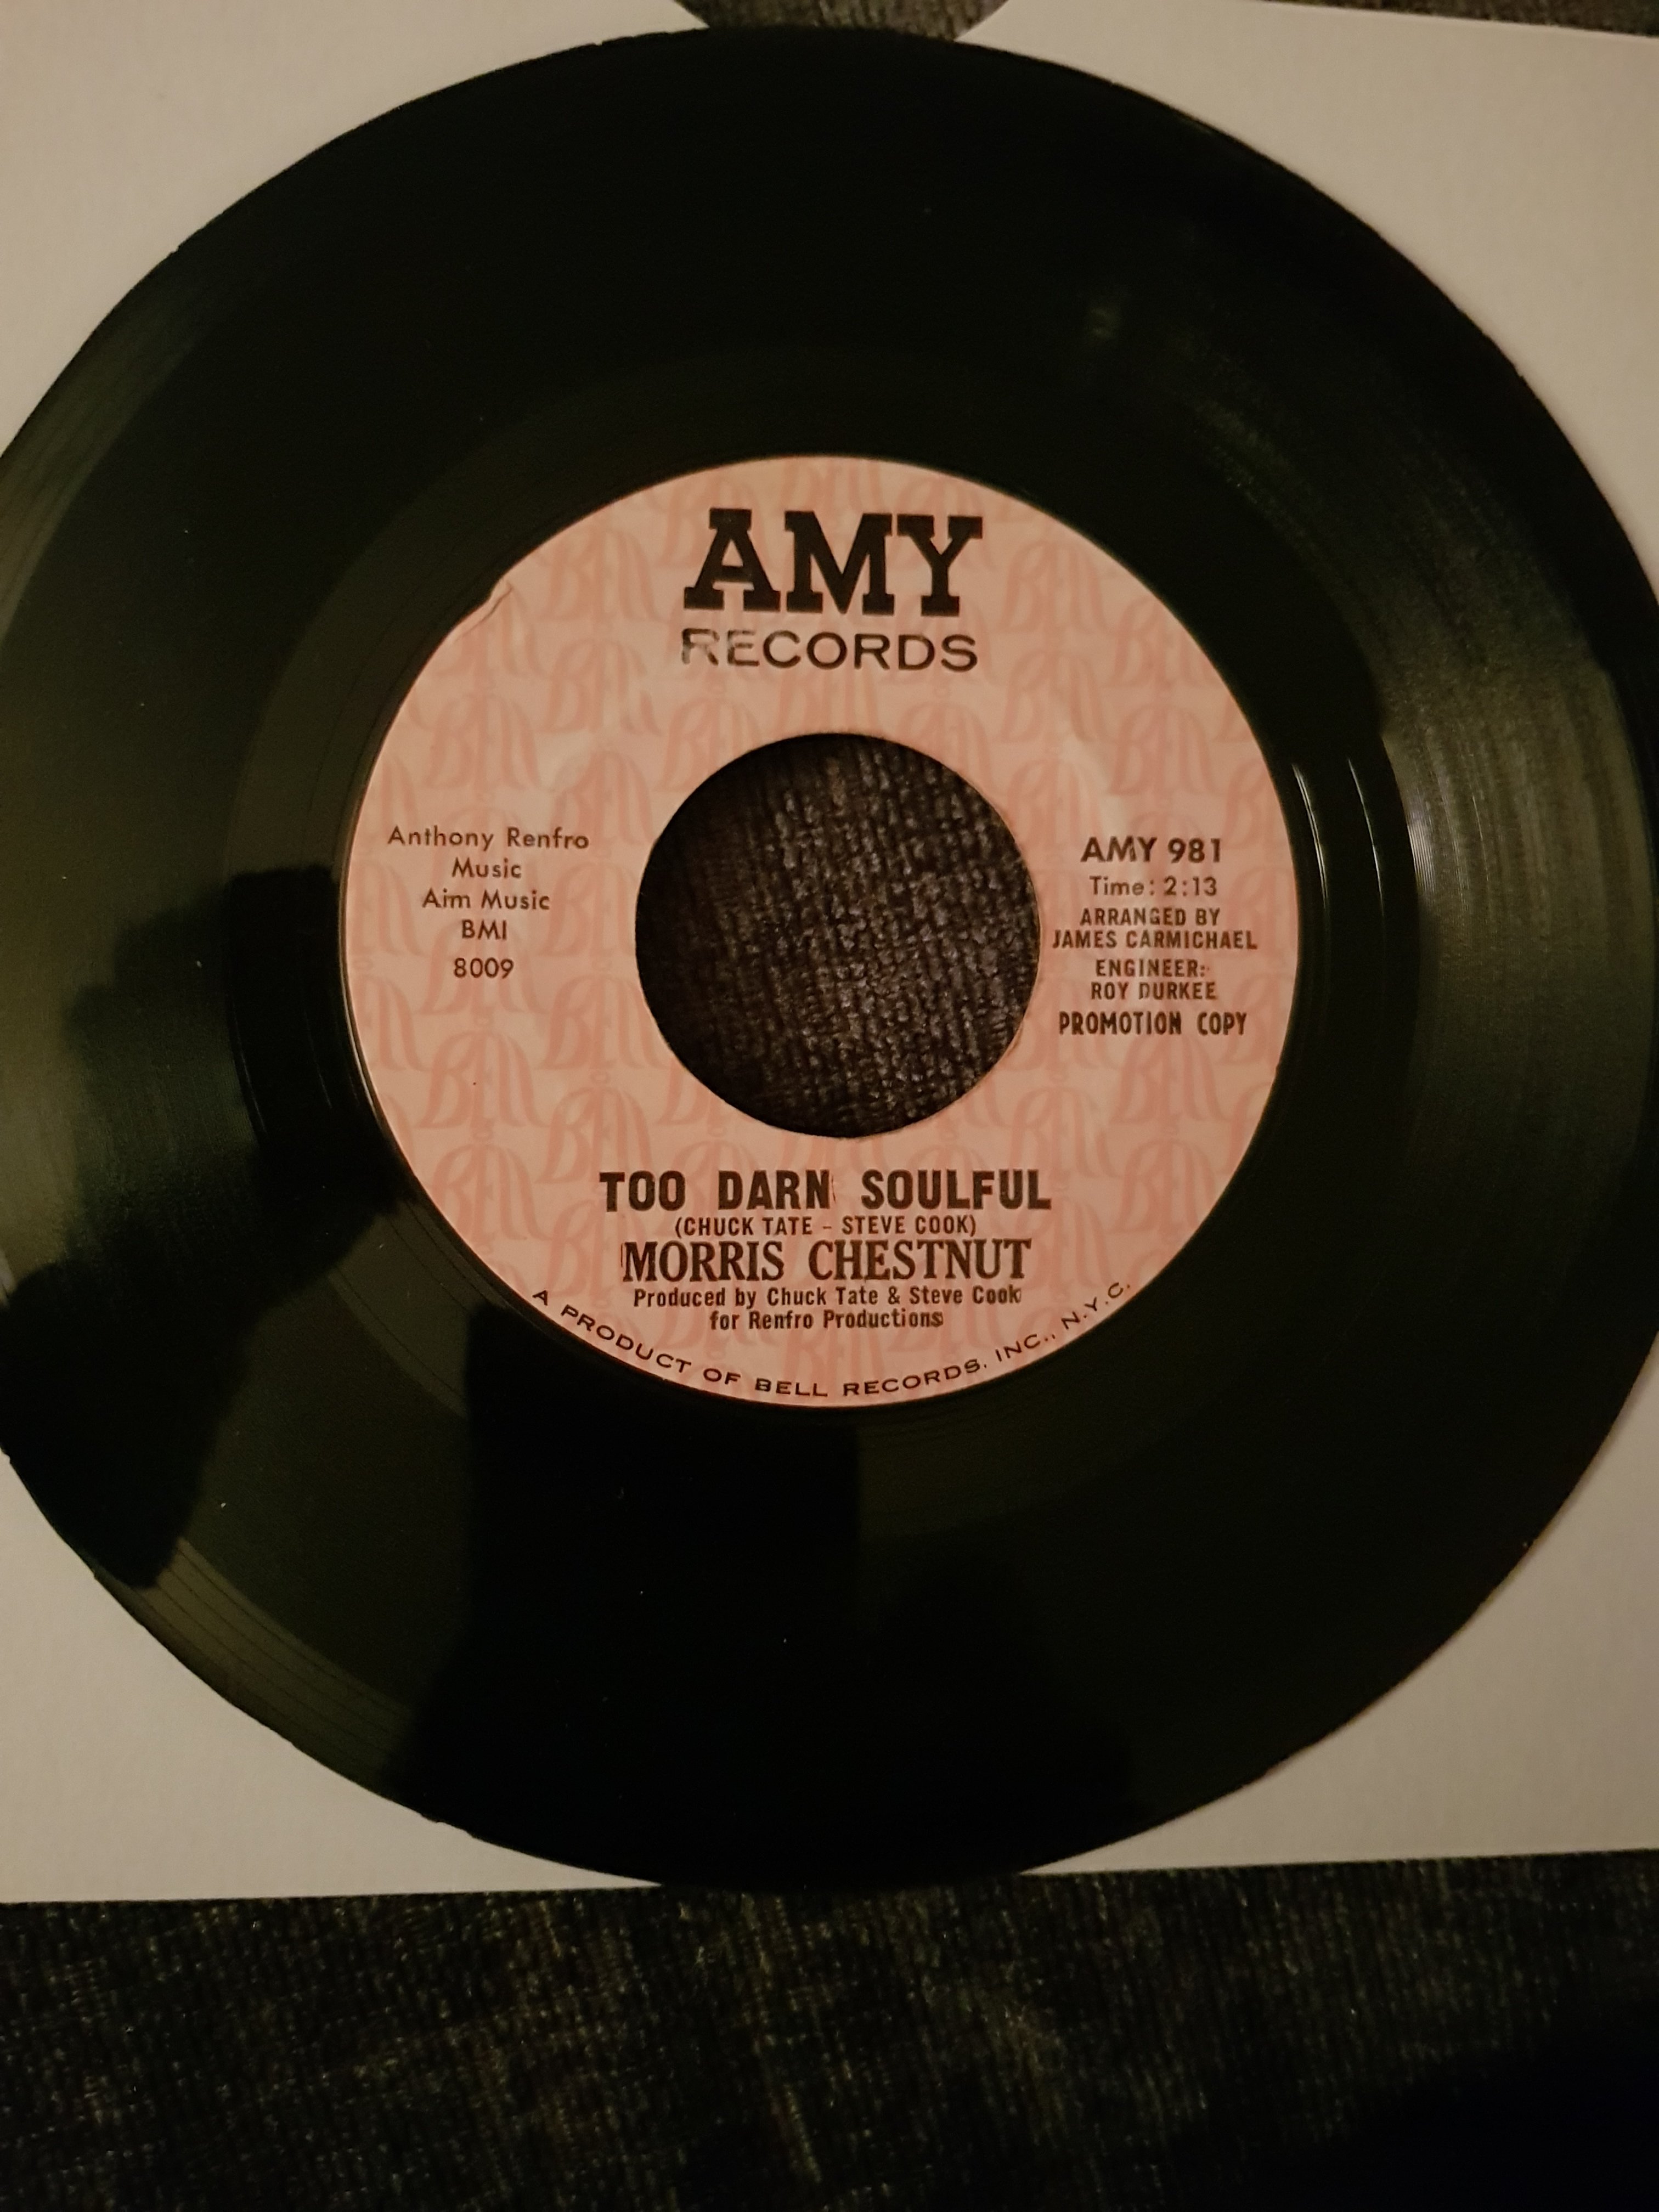 AMY
RECORDS
Anthony Renfro
Music
Aim Music
BMI
8009
AMY 981
Time: 2:13
ARRANGED BY
JAMES CARMICHAEL
ENGINEER:
ROY DURKEE
PROMOTION COPY
TOO DARN SOULFUL
(CHUCK TATE - STEVE COOK)
MORRIS CHESTNUT
Produced by Chuck Tate & Steve Cook
for Renfro Productions
A PRODUCT OF BELL RECORDS, INC., N.Y.C.